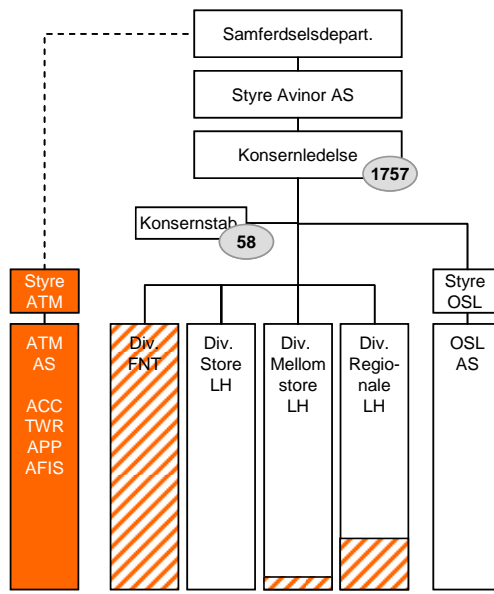 Samferdselsdepart.
Styre Avinor AS
Konsernledelse
1757
Konsernstab
58
Styre
ATM
Styre
OSL
ATM
AS
ACC
TWR
APP
AFIS
Div.
FNT
Div.
Store
LH
Div.
Mellom
store
LH
Div.
Regio-
nale
LH
OSL
AS